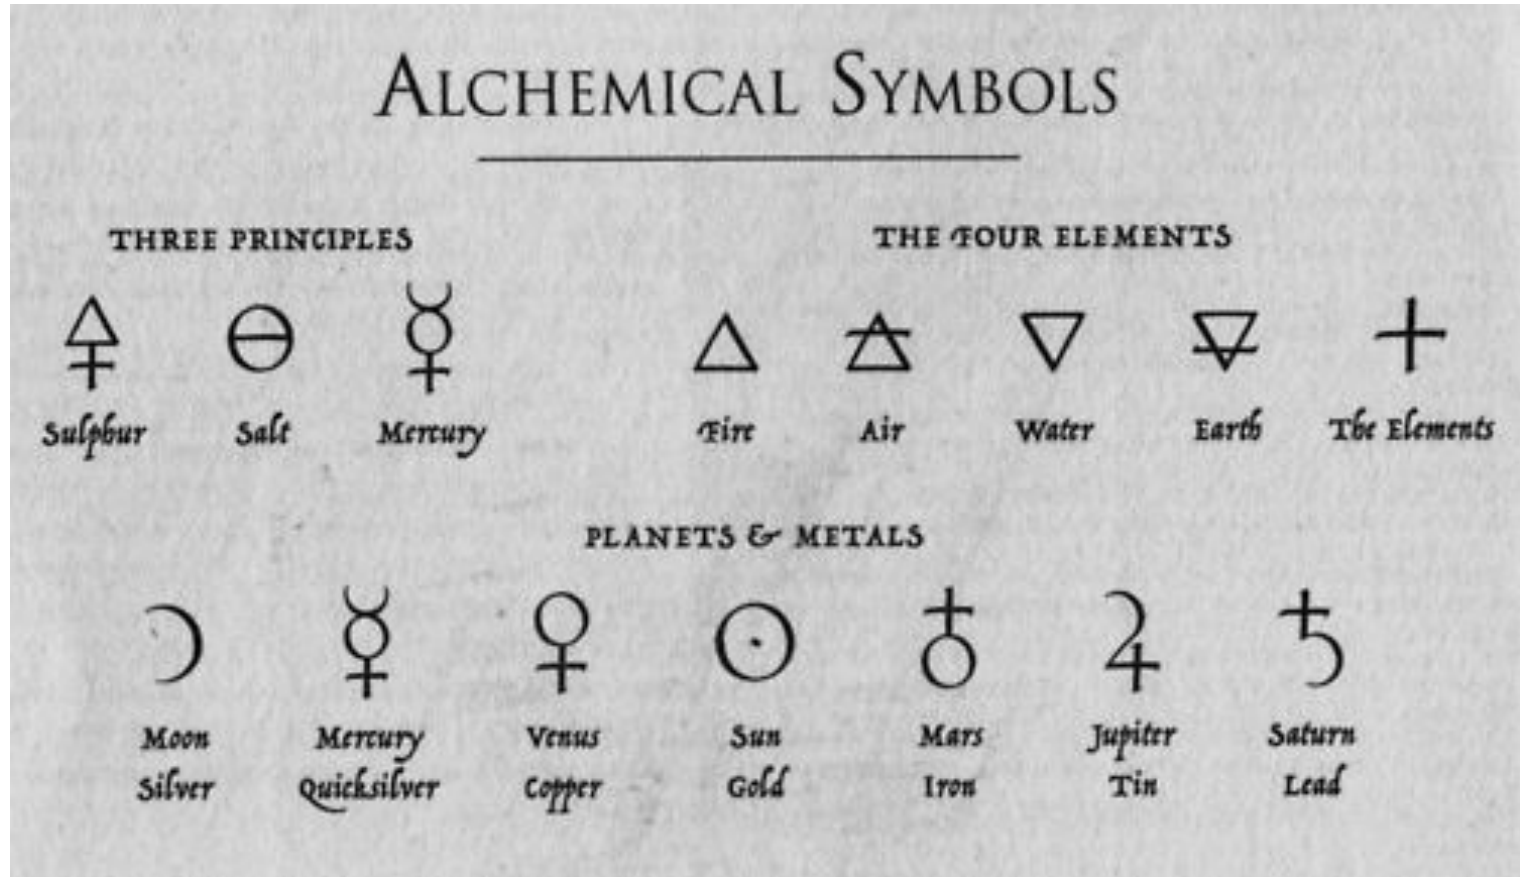 ALCHEMICAL SYMBOLS
THREE PRINCIPLES
Sulphur Salt Mercury
THE FOUR ELEMENTS
Fire Air Water Earth The Elements
PLANETS & METALS
Moon Mercury Venus Sun Mars Jupiter Saturn
Silver Quicksilver Copper Gold Iron Tin Lead